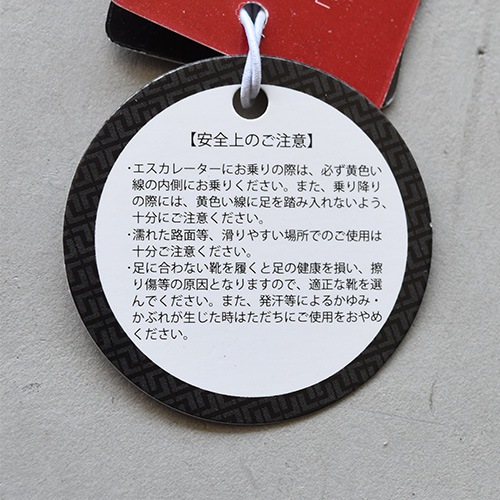 【安全上のご注意】
・エスカレーターにお乗りの際は、必ず黄色い
線の内側にお乗りください。また、乗り降り
の際には、黄色い線に足を踏み入れないよう、
十分にご注意ください。
・濡れた路面等、滑りやすい場所でのご使用は
十分ご注意ください。
・足に合わない靴を履くと足の健康を損い、擦
り傷等の原因となりますので、適正な靴を選
んでください。また、発汗等によるかゆみ・
かぶれが生じた時はただちにご使用をおやめ
ください。